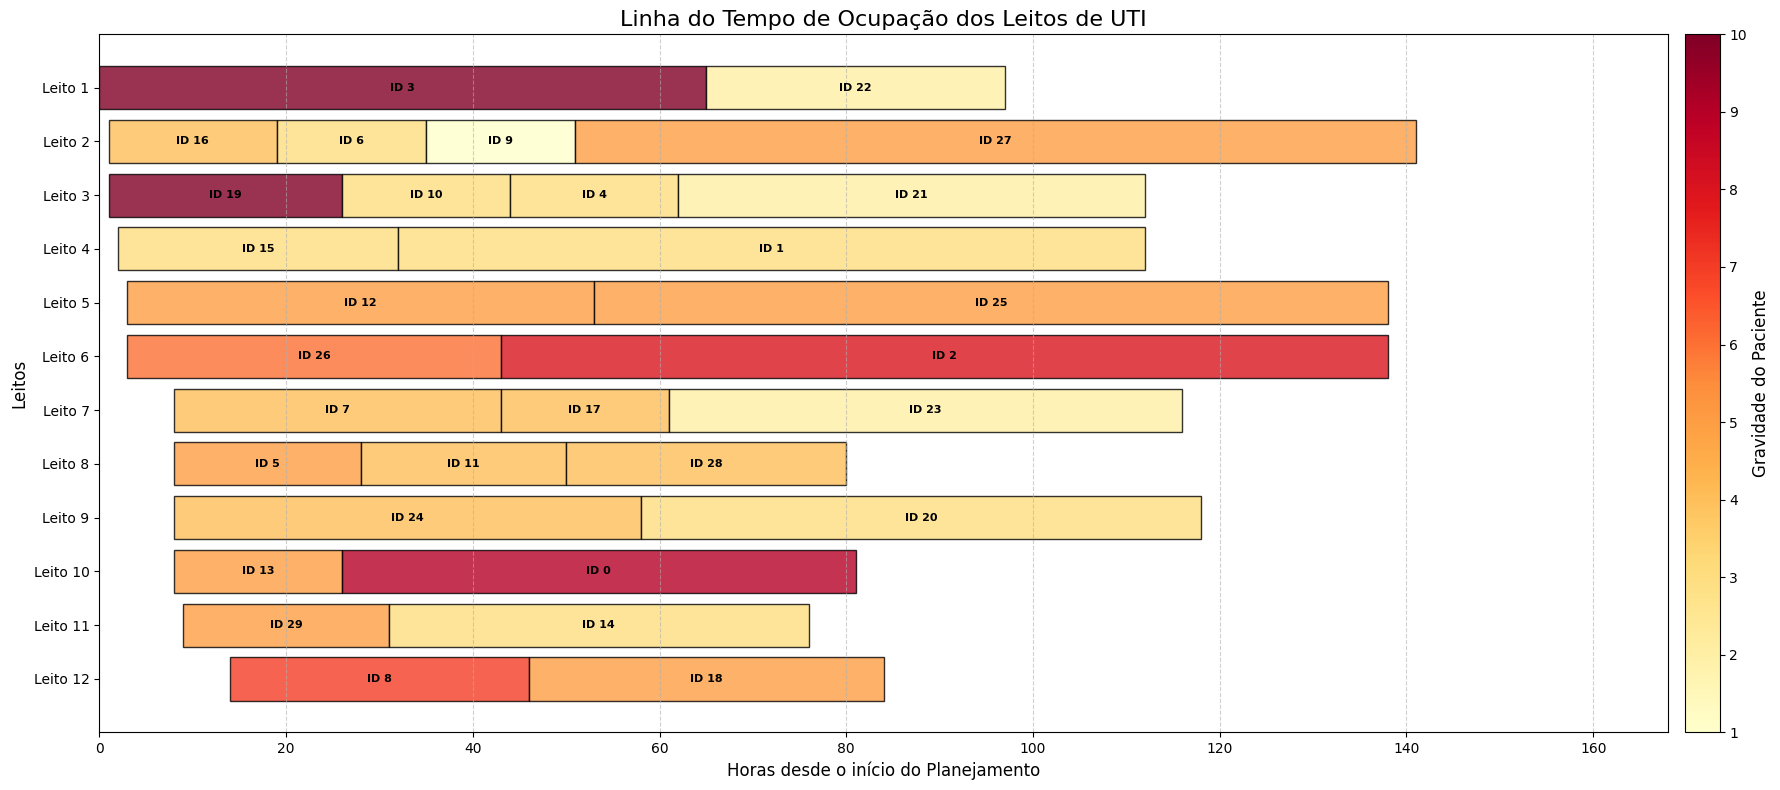 Linha do Tempo de Ocupação dos Leitos de UTI
Leito 1 ID 3 ID 22
Leito 2 ID 16 ID 6 ID 9 ID 27
Leito 3 ID 19 ID 10 ID 4 ID 21
Leito 4 ID 15 ID 1
Leito 5 ID 12 ID 25
Leito 6 ID 26 ID 2
Leito 7 ID 7 ID 17 ID 23
Leito 8 ID 5 ID 11 ID 28
Leito 9 ID 24 ID 20
Leito 10 ID 13 ID 0
Leito 11 ID 29 ID 14
Leito 12 ID 8 ID 18
Leitos
0 20 40 60 80 100 120 140 160
Horas desde o início do Planejamento
10
9
8
7
6
5
4
3
2
1
Gravidade do Paciente